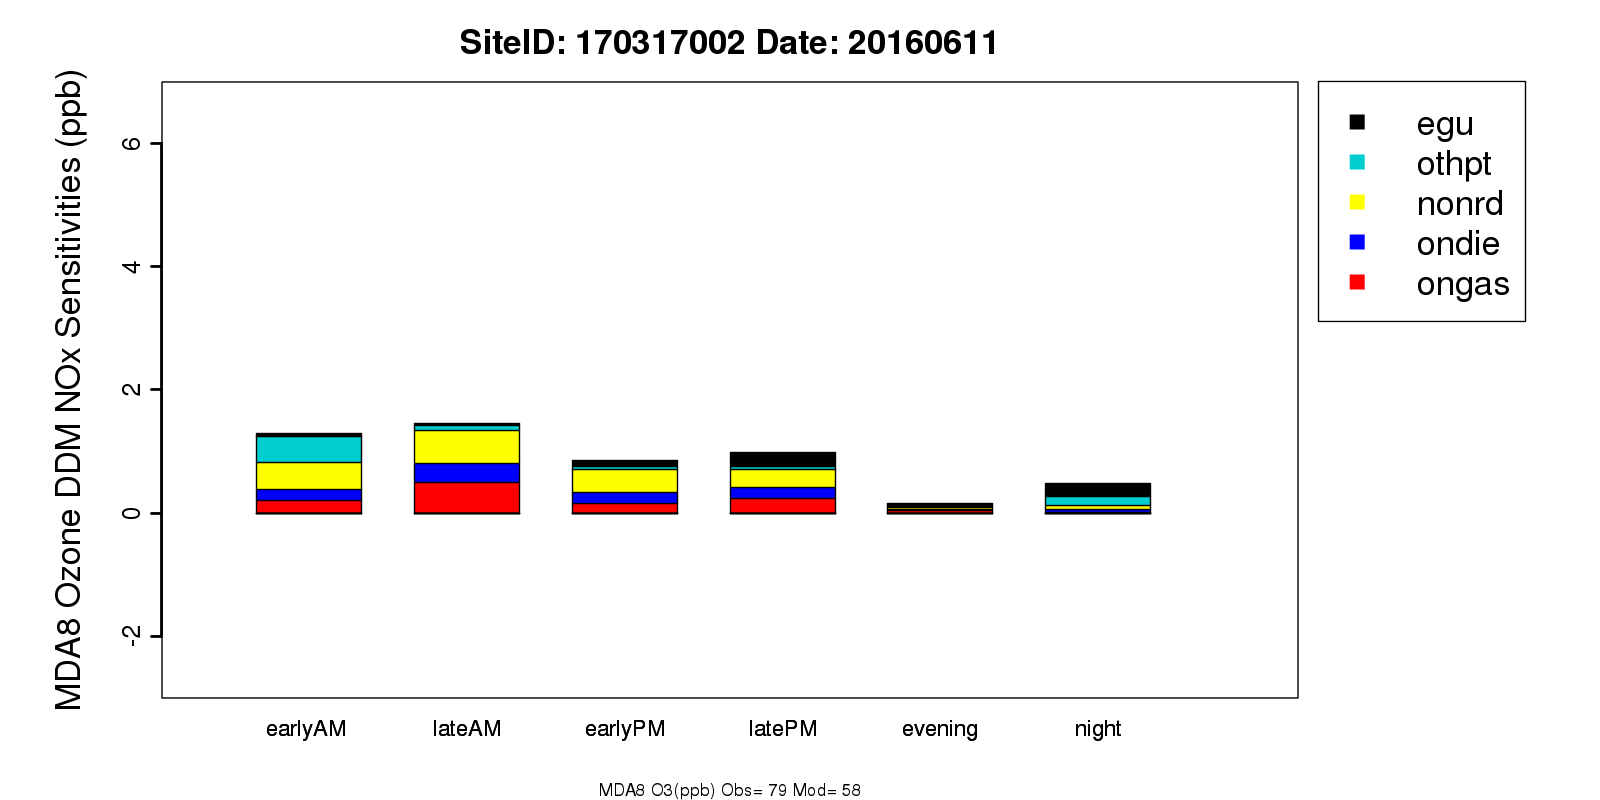 SiteID: 170317002 Date: 20160611
MDA8 Ozone DDM NOx Sensitivities (ppb)
6
4
2
0
-2
egu
othpt
nonrd
ondie
ongas
earlyAM lateAM earlyPM latePM evening night
MDA8 O3(ppb) Obs= 79 Mod= 58